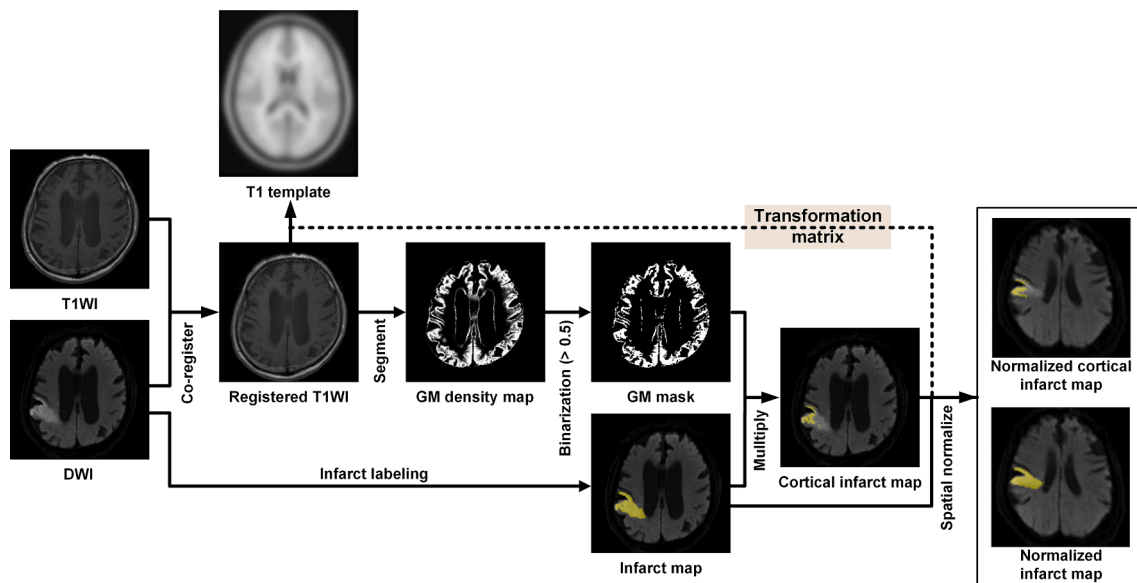 T1 template
Transformation
matrix
T1WI
Co-register
Registered T1WI
Segment
GM density map
Binarization (> 0.5)
GM mask
DWI
Infarct labeling
Infarct map
Mulltiply
Cortical infarct map
Spatial normalize
Normalized cortical
infarct map
Normalized
infarct map